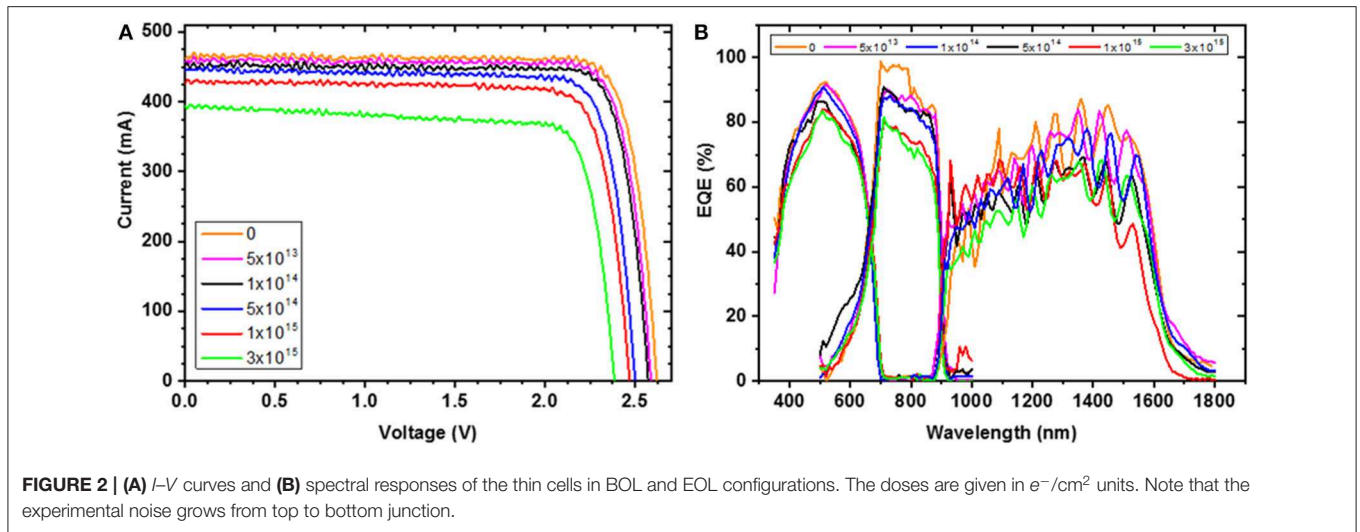 A
500
400
300
200
100
0
Current (mA)
0
5x10¹³
1x10¹⁴
5x10¹⁴
1x10¹⁵
3x10¹⁵
0.0 0.5 1.0 1.5 2.0 2.5
Voltage (V)
B
0 5x10¹³ 1x10¹⁴ 5x10¹⁴ 1x10¹⁵ 3x10¹⁵
100
80
60
40
20
0
EQE (%)
400 600 800 1000 1200 1400 1600 1800
Wavelength (nm)
FIGURE 2 | (A) I–V curves and (B) spectral responses of the thin cells in BOL and EOL configurations. The doses are given in e⁻/cm² units. Note that the
experimental noise grows from top to bottom junction.